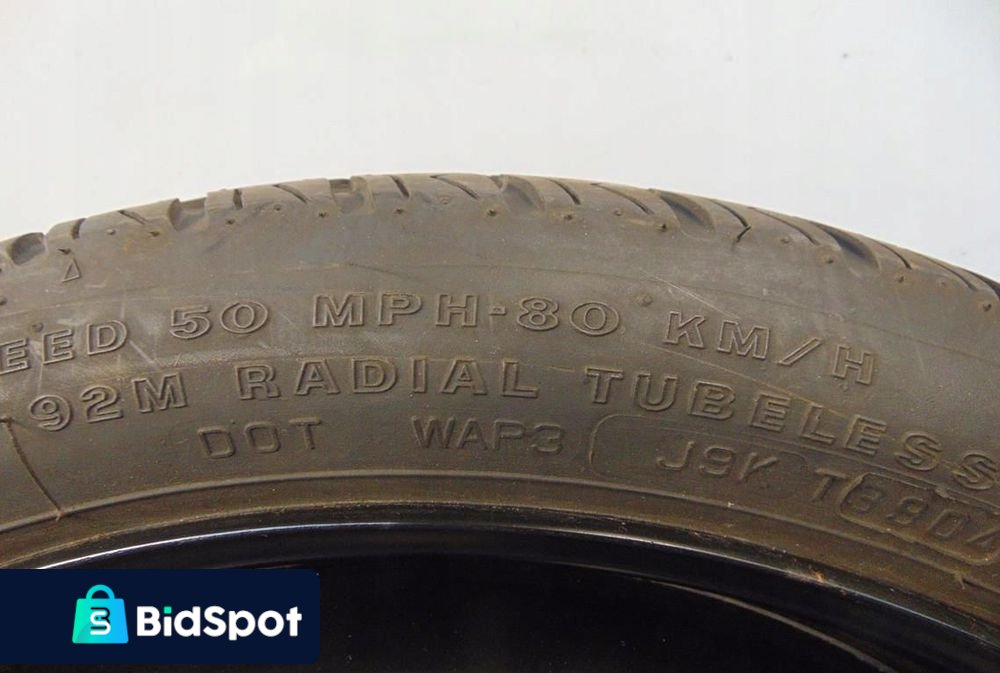 EED 50 MPH-80 KM/H
92M RADIAL TUBELESS
DOT WAP3 J9K T
BidSpot